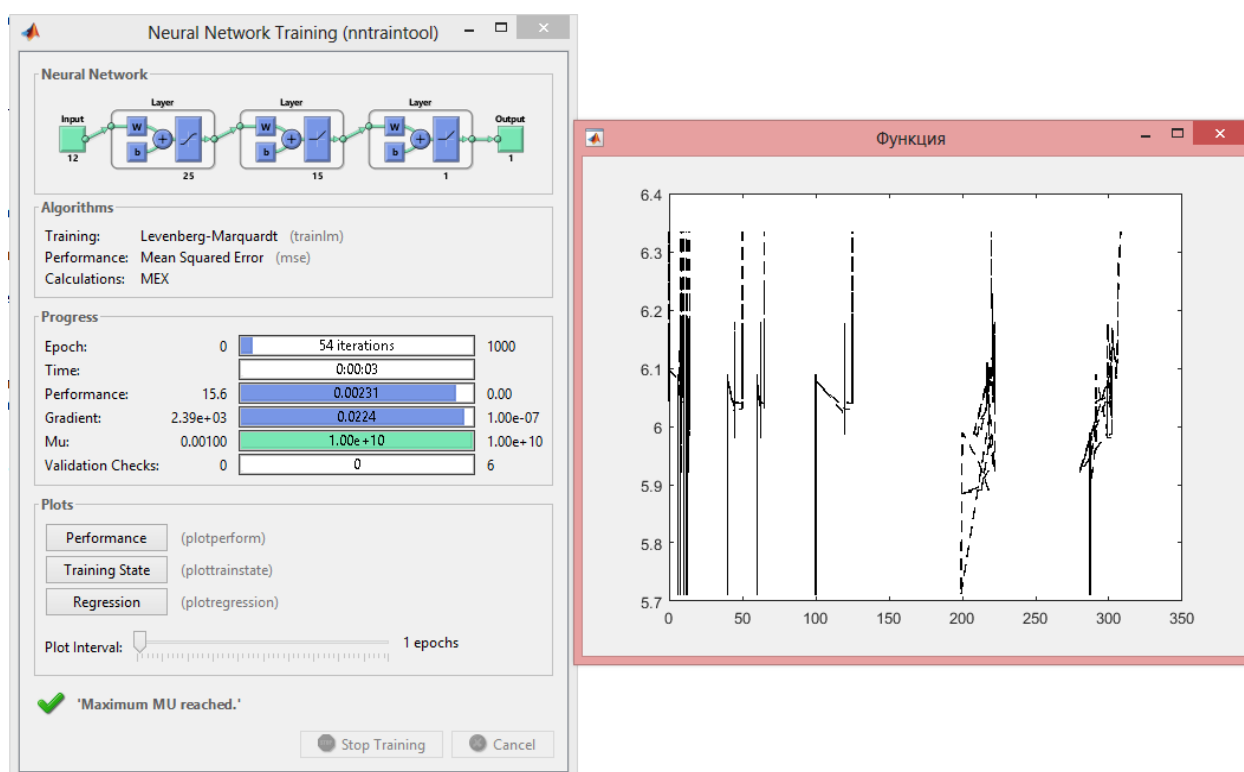 Neural Network Training (nntraintool)
Neural Network
Layer Layer Layer
Input Output
W W W
b b b
12 1
25 15 1
Algorithms
Training: Levenberg-Marquardt (trainlm)
Performance: Mean Squared Error (mse)
Calculations: MEX
Progress
Epoch: 0 54 iterations 1000
Time: 0:00:03
Performance: 15.6 0.00231 0.00
Gradient: 2.39e+03 0.0224 1.00e-07
Mu: 0.00100 1.00e+10 1.00e+10
Validation Checks: 0 0 6
Plots
Performance (plotperform)
Training State (plottrainstate)
Regression (plotregression)
Plot Interval: 1 epochs
'Maximum MU reached.'
Stop Training Cancel
Функция
6.4
6.3
6.2
6.1
6
5.9
5.8
5.7
0 50 100 150 200 250 300 350